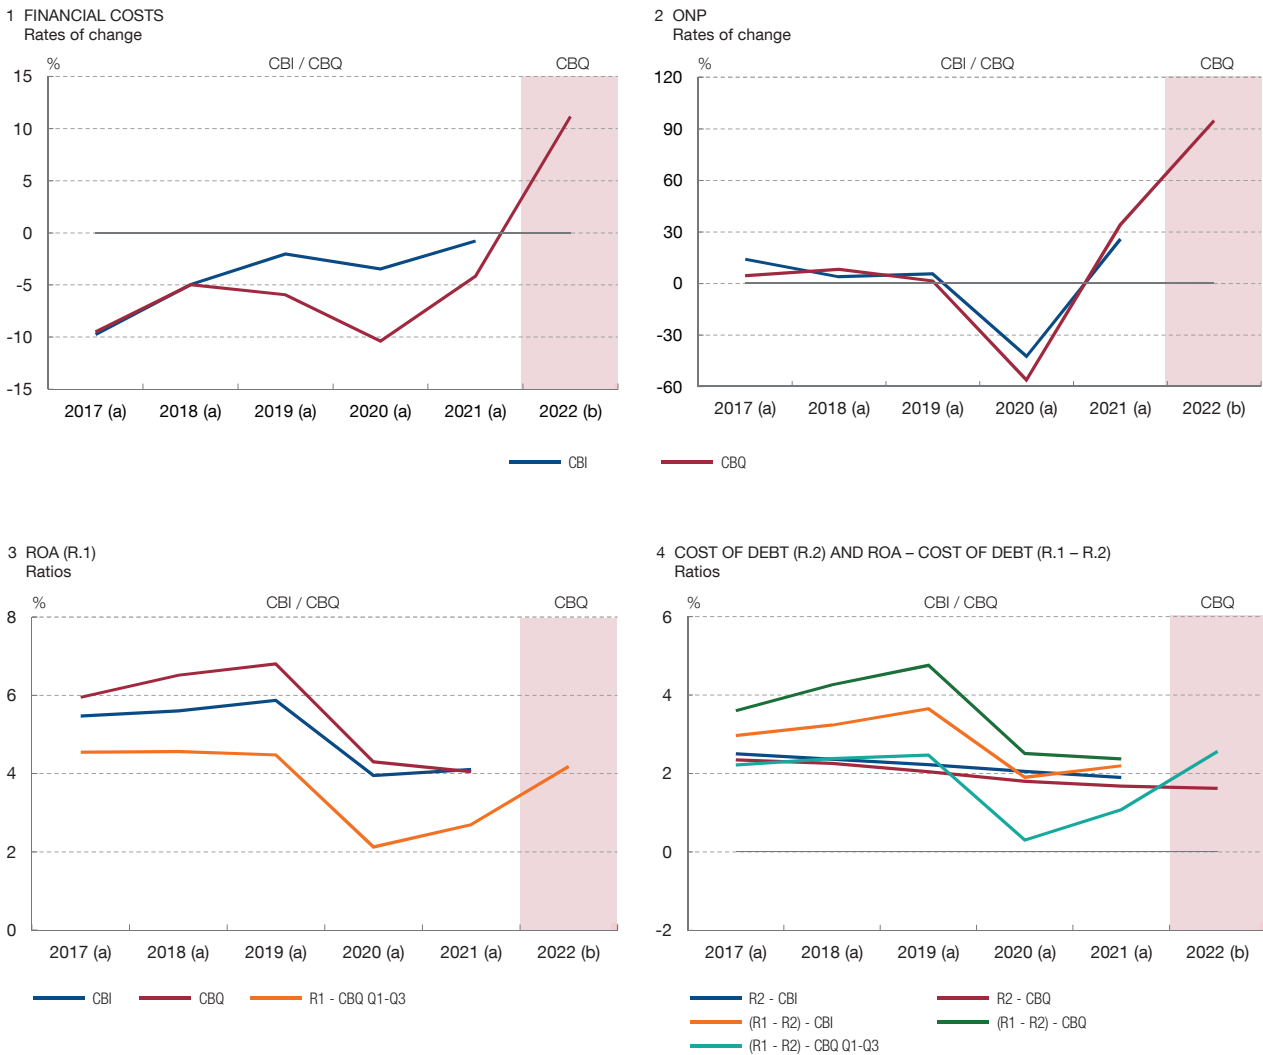 1 FINANCIAL COSTS
Rates of change
% CBI / CBQ CBQ
15
10
5
0
-5
-10
-15
2017 (a) 2018 (a) 2019 (a) 2020 (a) 2021 (a) 2022 (b)
2 ONP
Rates of change
% CBI / CBQ CBQ
120
90
60
30
0
-30
-60
2017 (a) 2018 (a) 2019 (a) 2020 (a) 2021 (a) 2022 (b)
CBI CBQ
3 ROA (R.1)
Ratios
% CBI / CBQ CBQ
8
6
4
2
0
2017 (a) 2018 (a) 2019 (a) 2020 (a) 2021 (a) 2022 (b)
CBI CBQ R1 - CBQ Q1-Q3
4 COST OF DEBT (R.2) AND ROA – COST OF DEBT (R.1 – R.2)
Ratios
% CBI / CBQ CBQ
6
4
2
0
-2
2017 (a) 2018 (a) 2019 (a) 2020 (a) 2021 (a) 2022 (b)
R2 - CBI R2 - CBQ
(R1 - R2) - CBI (R1 - R2) - CBQ
(R1 - R2) - CBQ Q1-Q3